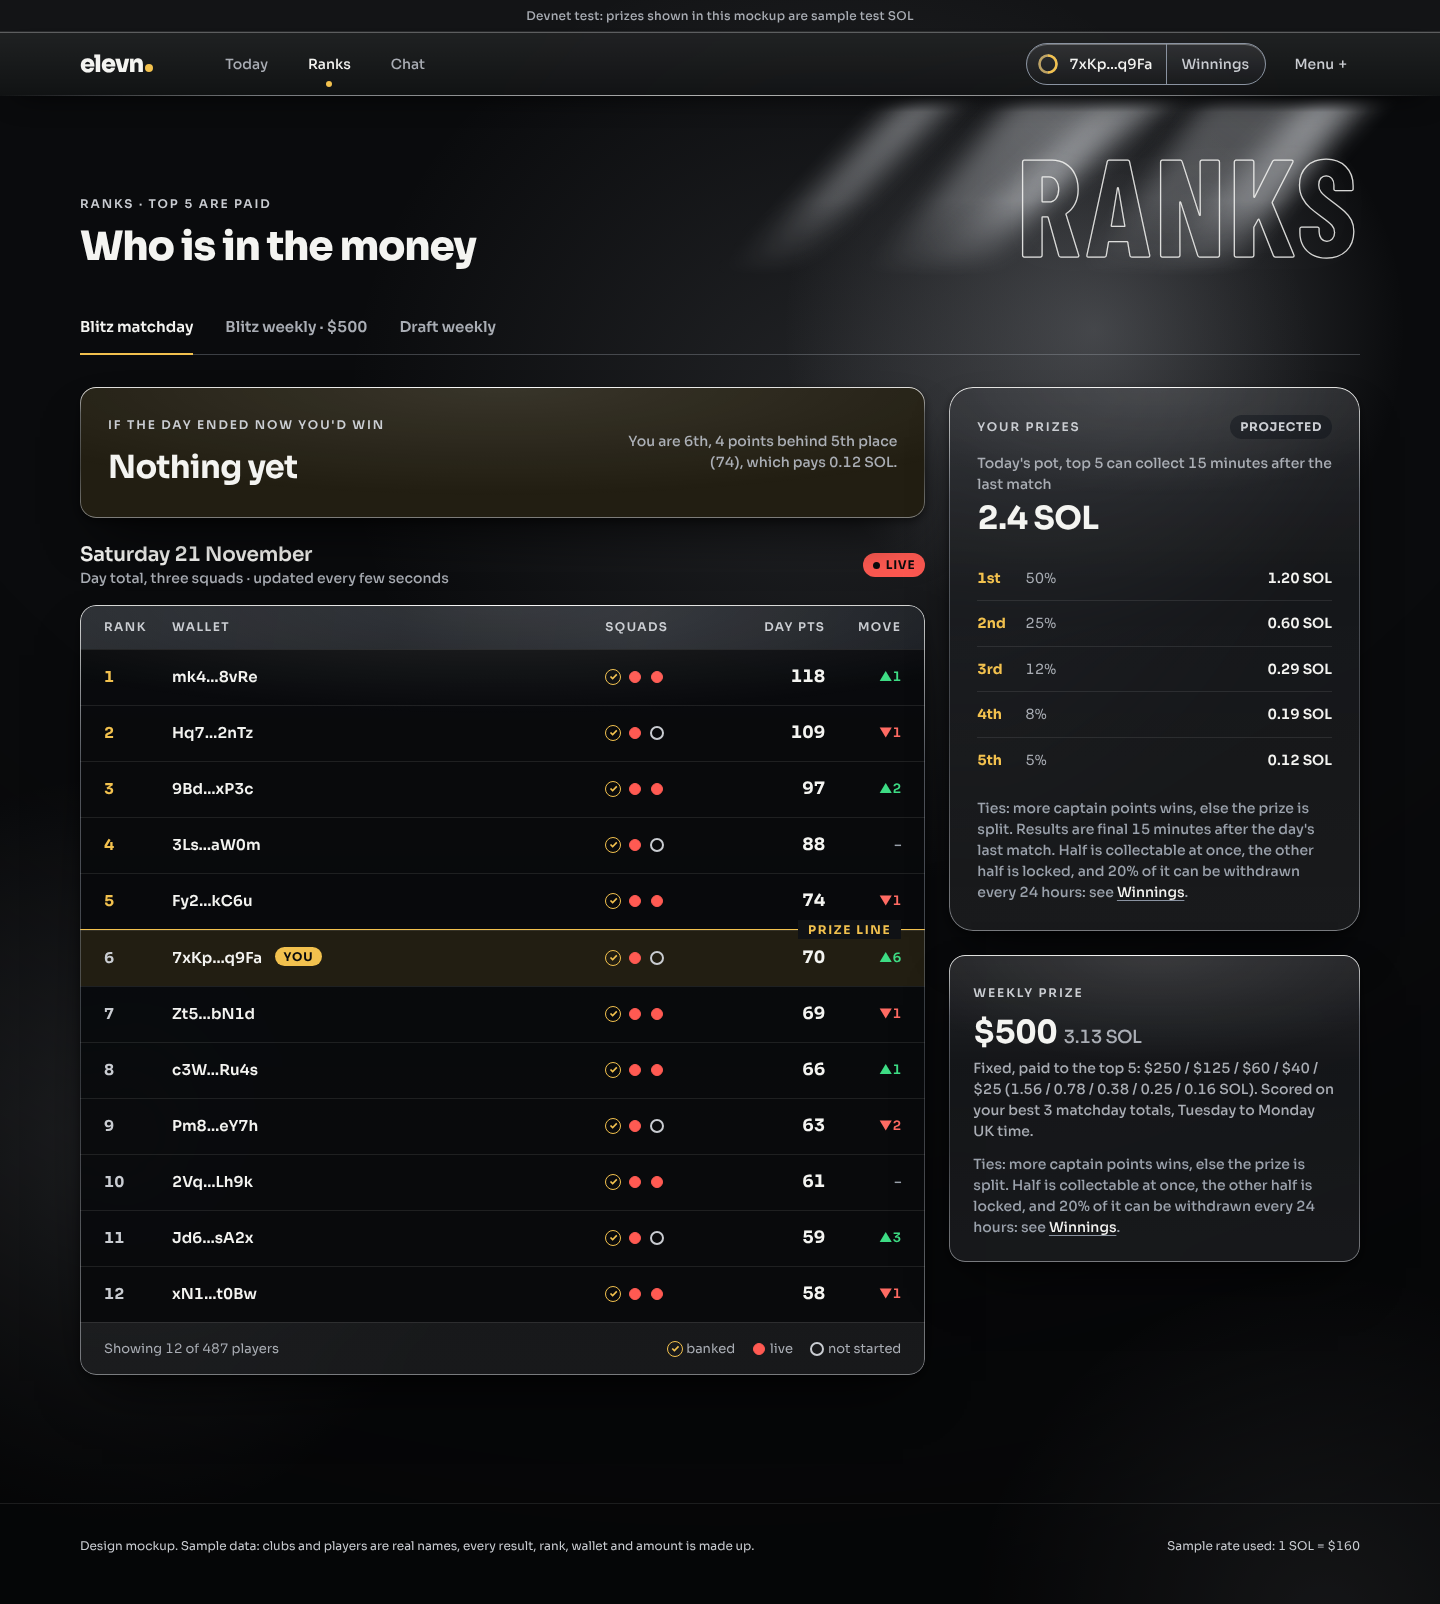 Devnet test: prizes shown in this mockup are sample test SOL
elevn.
Today
Ranks
Chat
7xKp...q9Fa
Winnings
Menu +
RANKS
RANKS · TOP 5 ARE PAID
Who is in the money
Blitz matchday
Blitz weekly · $500
Draft weekly
IF THE DAY ENDED NOW YOU'D WIN
Nothing yet
You are 6th, 4 points behind 5th place
(74), which pays 0.12 SOL.
Saturday 21 November
Day total, three squads · updated every few seconds
LIVE
RANK WALLET SQUADS DAY PTS MOVE
1 mk4...8vRe 118 ▲1
2 Hq7...2nTz 109 ▼1
3 9Bd...xP3c 97 ▲2
4 3Ls...aW0m 88 –
5 Fy2...kC6u 74 ▼1
PRIZE LINE
6 7xKp...q9Fa YOU 70 ▲6
7 Zt5...bN1d 69 ▼1
8 c3W...Ru4s 66 ▲1
9 Pm8...eY7h 63 ▼2
10 2Vq...Lh9k 61 –
11 Jd6...sA2x 59 ▲3
12 xN1...t0Bw 58 ▼1
Showing 12 of 487 players
banked
live
not started
YOUR PRIZES
PROJECTED
Today's pot, top 5 can collect 15 minutes after the
last match
2.4 SOL
1st 50% 1.20 SOL
2nd 25% 0.60 SOL
3rd 12% 0.29 SOL
4th 8% 0.19 SOL
5th 5% 0.12 SOL
Ties: more captain points wins, else the prize is
split. Results are final 15 minutes after the day's
last match. Half is collectable at once, the other
half is locked, and 20% of it can be withdrawn
every 24 hours: see Winnings.
WEEKLY PRIZE
$500 3.13 SOL
Fixed, paid to the top 5: $250 / $125 / $60 / $40 /
$25 (1.56 / 0.78 / 0.38 / 0.25 / 0.16 SOL). Scored on
your best 3 matchday totals, Tuesday to Monday
UK time.
Ties: more captain points wins, else the prize is
split. Half is collectable at once, the other half is
locked, and 20% of it can be withdrawn every 24
hours: see Winnings.
Design mockup. Sample data: clubs and players are real names, every result, rank, wallet and amount is made up.
Sample rate used: 1 SOL = $160